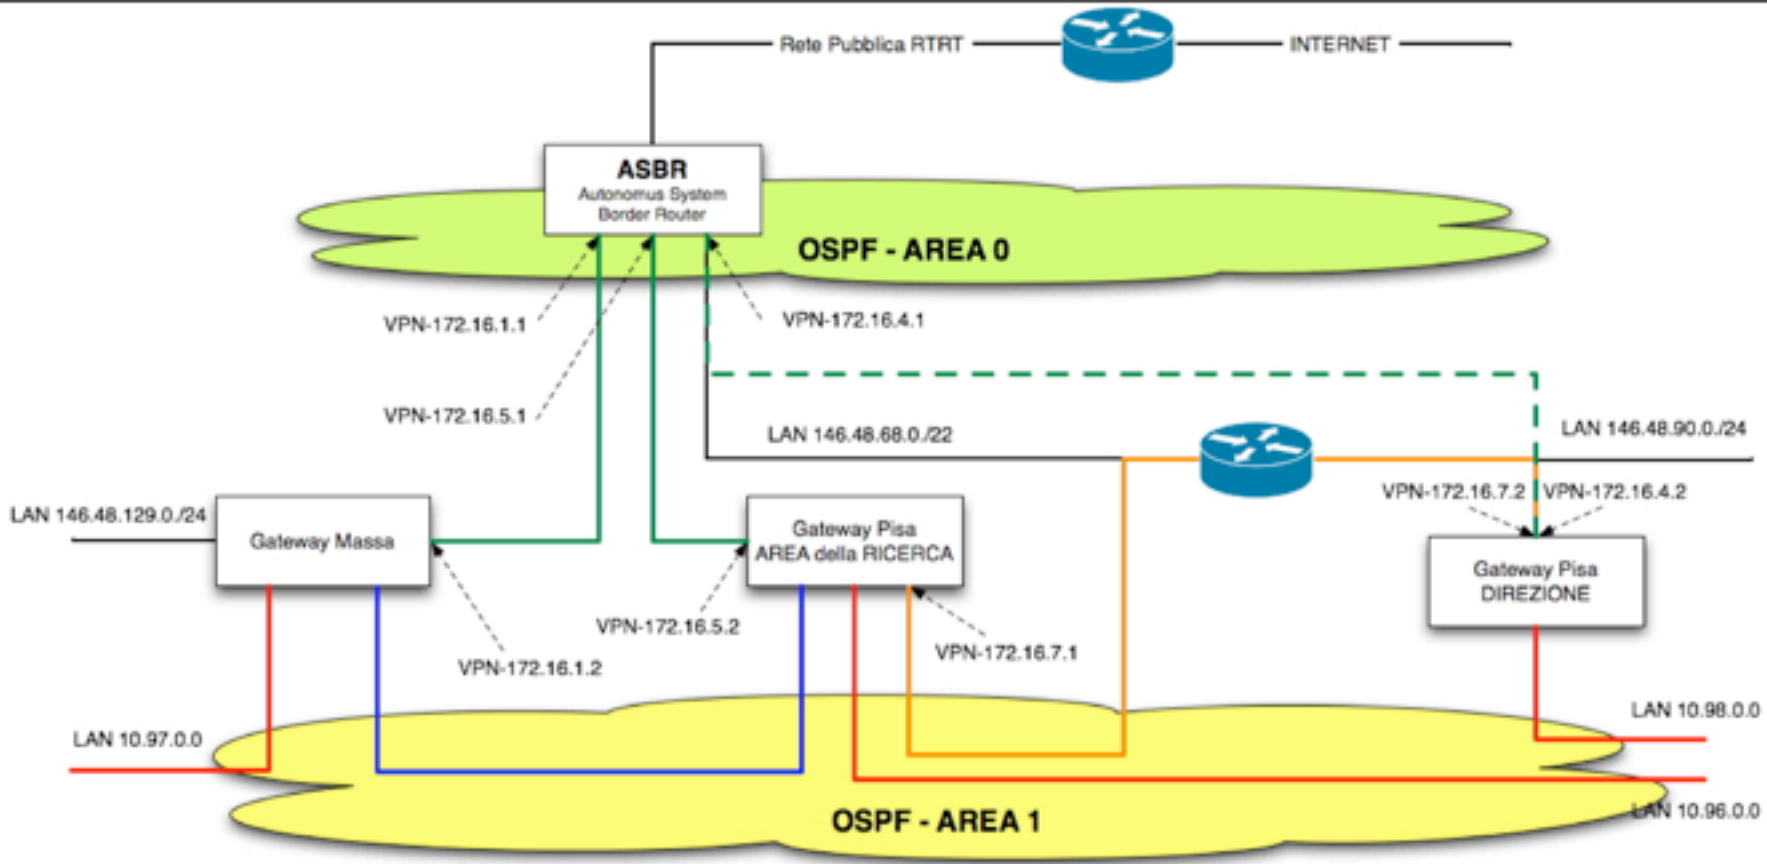 Rete Pubblica RTRT
INTERNET
ASBR
Autonomus System
Border Router
OSPF - AREA 0
VPN-172.16.1.1
VPN-172.16.4.1
VPN-172.16.5.1
LAN 146.48.68.0./22
LAN 146.48.90.0./24
VPN-172.16.7.2
VPN-172.16.4.2
LAN 146.48.129.0./24
Gateway Massa
Gateway Pisa
AREA della RICERCA
Gateway Pisa
DIREZIONE
VPN-172.16.5.2
VPN-172.16.1.2
VPN-172.16.7.1
LAN 10.97.0.0
LAN 10.98.0.0
LAN 10.96.0.0
OSPF - AREA 1